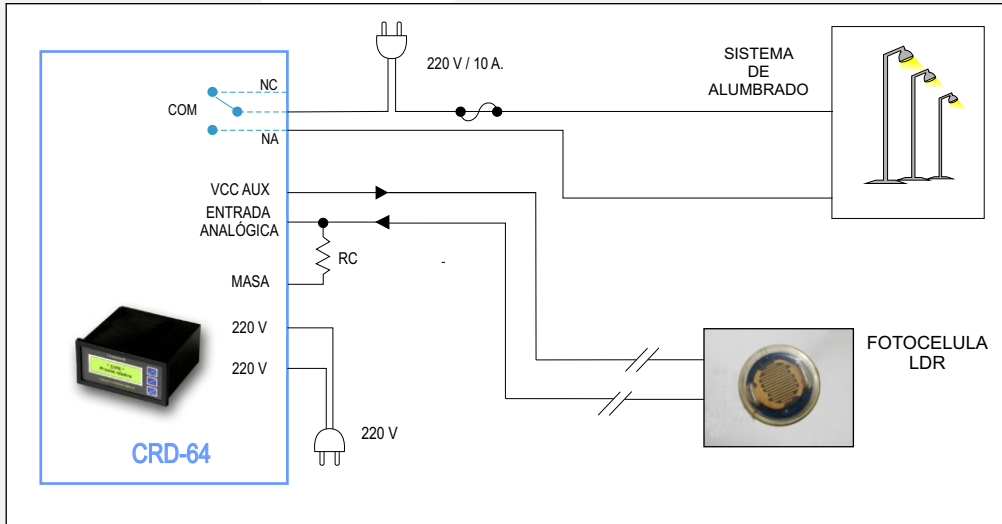 NC
COM
NA
220 V / 10 A.
SISTEMA
DE
ALUMBRADO
VCC AUX
ENTRADA
ANALÓGICA
RC
MASA
220 V
220 V
220 V
CRD-64
FOTOCELULA
LDR